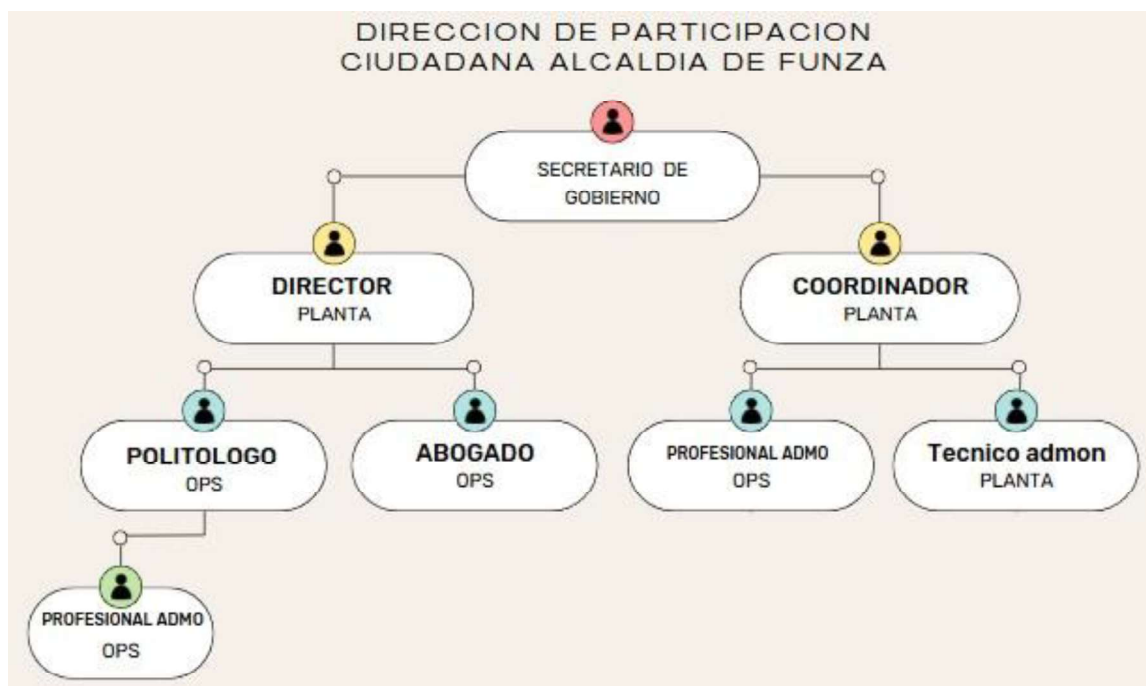 DIRECCION DE PARTICIPACION
CIUDADANA ALCALDIA DE FUNZA
SECRETARIO DE
GOBIERNO
DIRECTOR
PLANTA
COORDINADOR
PLANTA
POLITOLOGO
OPS
ABOGADO
OPS
PROFESIONAL ADMO
OPS
Tecnico admon
PLANTA
PROFESIONAL ADMO
OPS